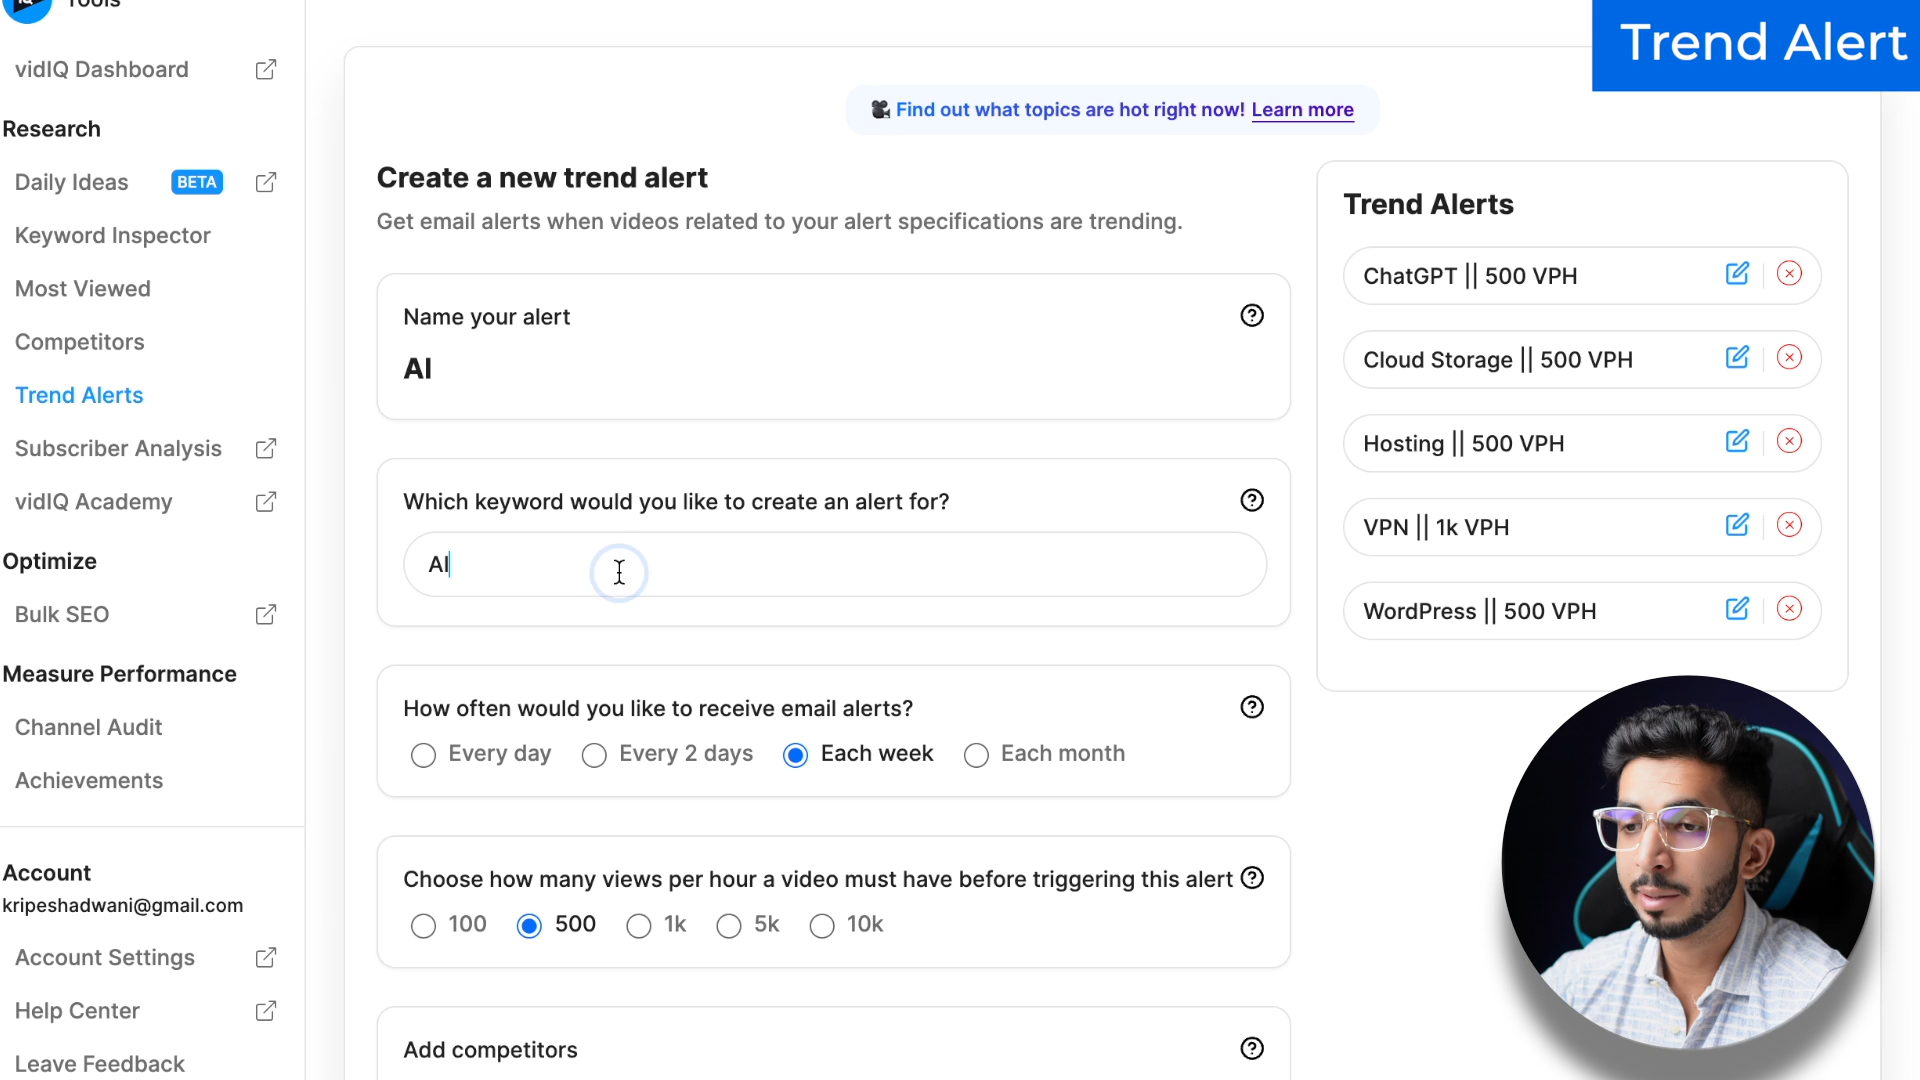 Tools
vidIQ Dashboard
Research
Daily Ideas BETA
Keyword Inspector
Most Viewed
Competitors
Trend Alerts
Subscriber Analysis
vidIQ Academy
Optimize
Bulk SEO
Measure Performance
Channel Audit
Achievements
Account
kripeshadwani@gmail.com
Account Settings
Help Center
Leave Feedback
Find out what topics are hot right now! Learn more
Create a new trend alert
Get email alerts when videos related to your alert specifications are trending.
Name your alert
AI
Which keyword would you like to create an alert for?
AI
How often would you like to receive email alerts?
Every day Every 2 days Each week Each month
Choose how many views per hour a video must have before triggering this alert
100 500 1k 5k 10k
Add competitors
Trend Alert
Trend Alerts
ChatGPT || 500 VPH
Cloud Storage || 500 VPH
Hosting || 500 VPH
VPN || 1k VPH
WordPress || 500 VPH